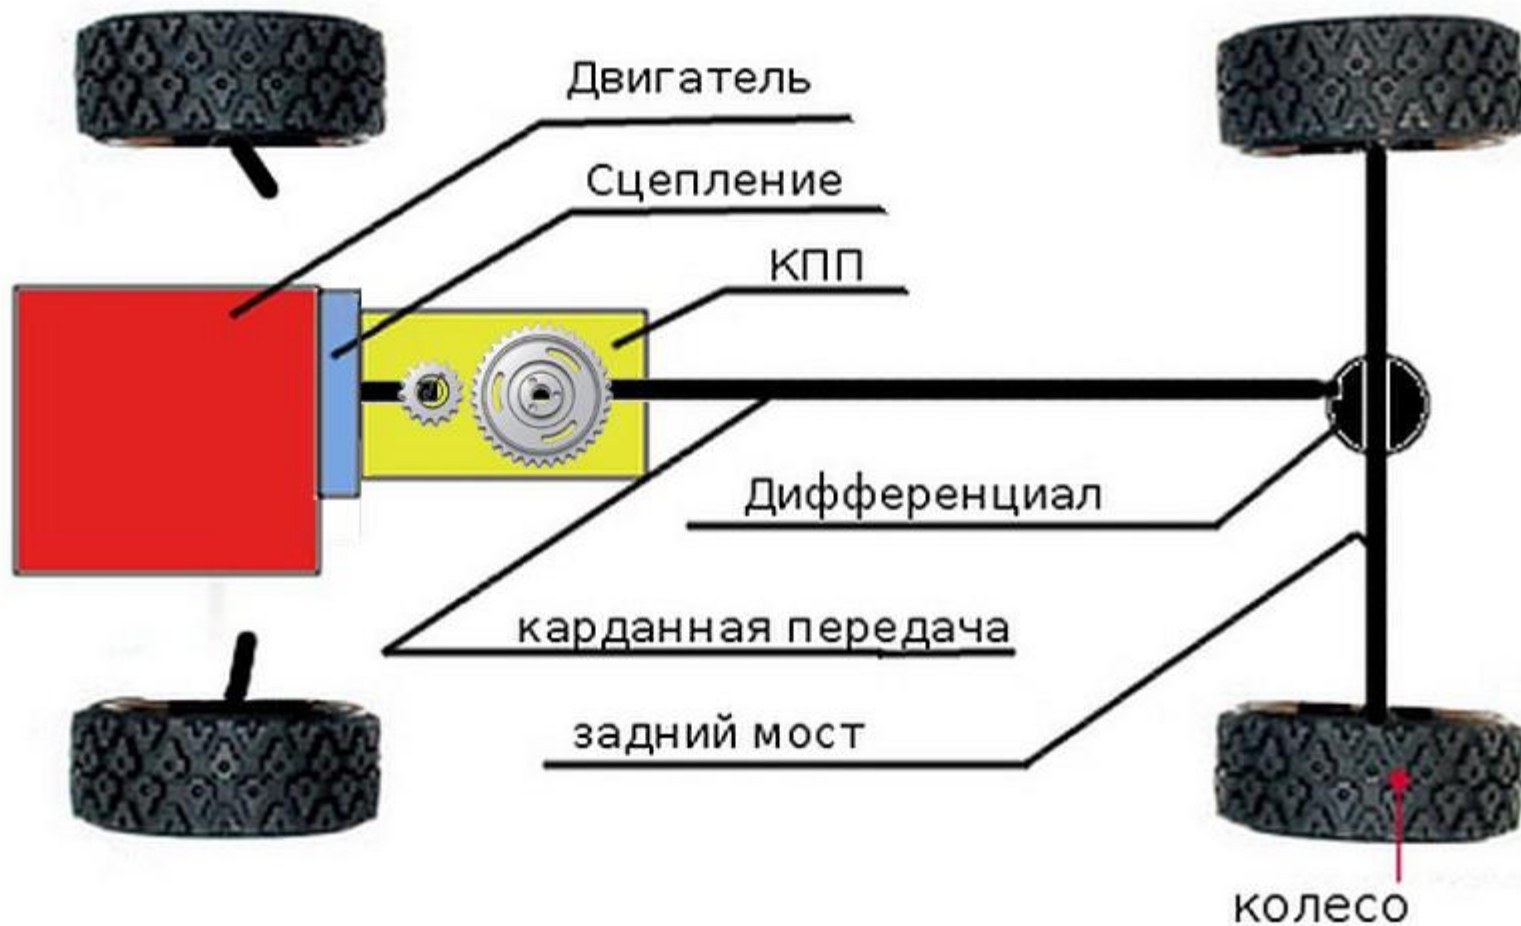 Двигатель
Сцепление
КПП
Дифференциал
карданная передача
задний мост
колесо